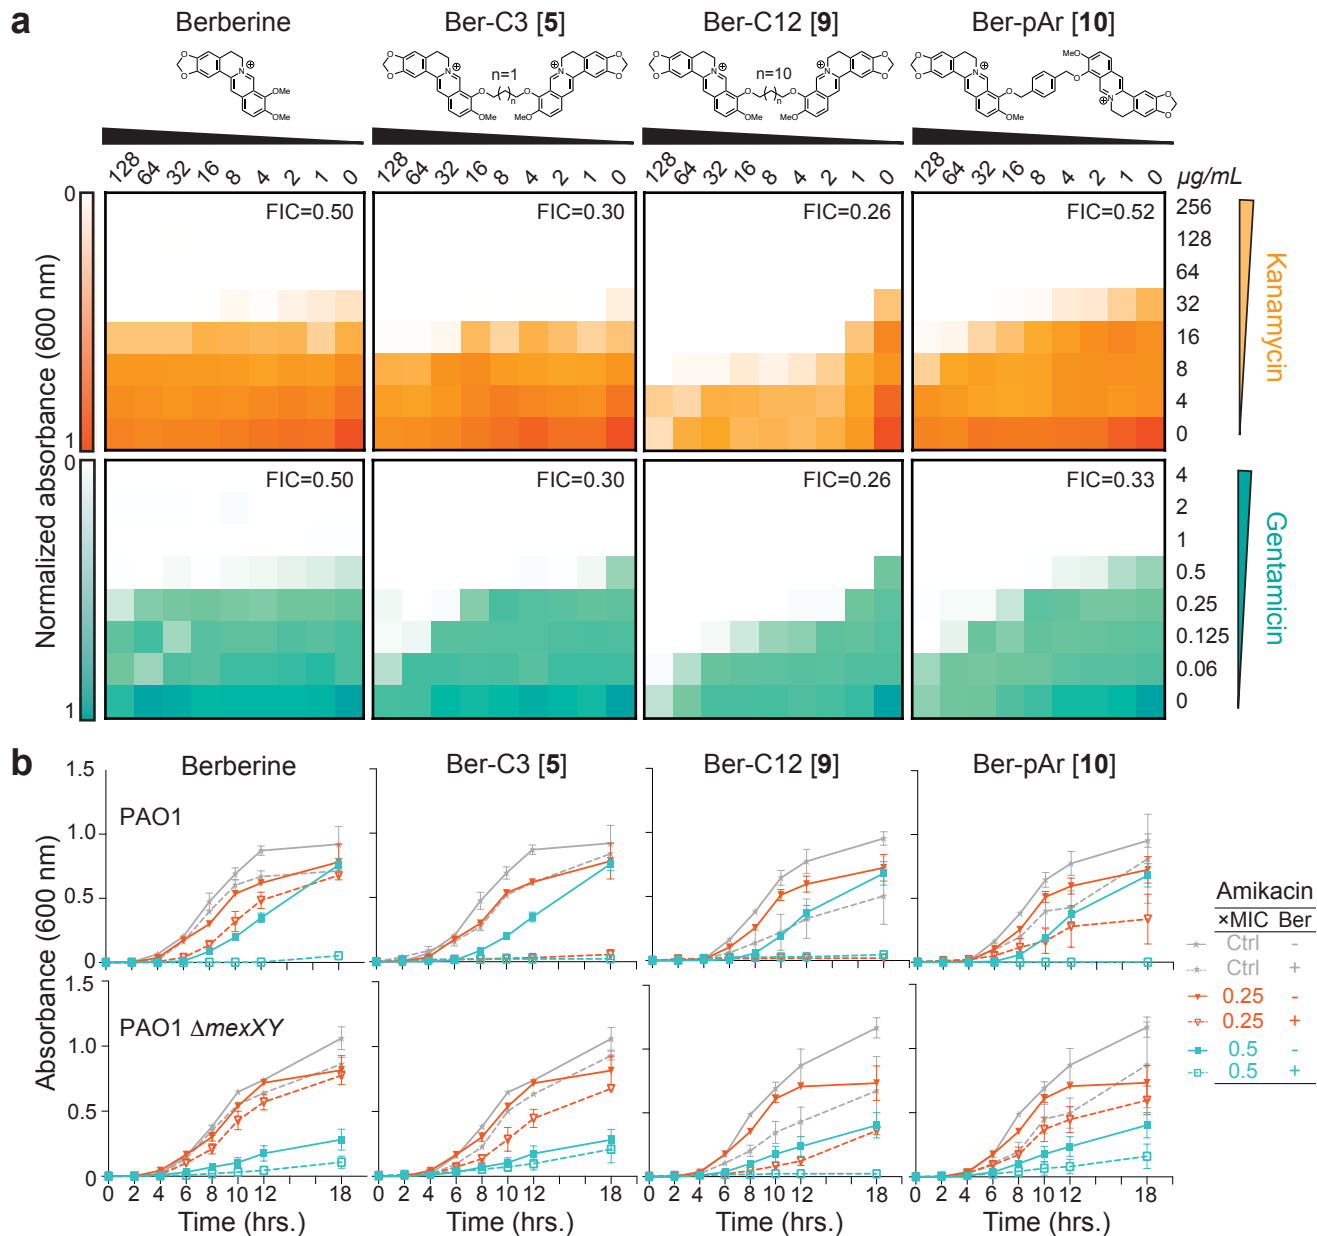 a
Berberine
Ber-C3 [5]
Ber-C12 [9]
Ber-pAr [10]
O
O
N
⊕
OMe
OMe
O
O
N
⊕
n=1
O
n
O
OMe
MeO
N
⊕
O
O
O
O
N
⊕
n=10
O
n
O
OMe
MeO
N
⊕
O
O
O
O
N
⊕
O
OMe
MeO
O
N
⊕
O
O
128 64 32 16 8 4 2 1 0
128 64 32 16 8 4 2 1 0
128 64 32 16 8 4 2 1 0
128 64 32 16 8 4 2 1 0
µg/mL
Normalized absorbance (600 nm)
0
1
FIC=0.50
FIC=0.30
FIC=0.26
FIC=0.52
256
128
64
32
16
8
4
0
Kanamycin
0
1
FIC=0.50
FIC=0.30
FIC=0.26
FIC=0.33
4
2
1
0.5
0.25
0.125
0.06
0
Gentamicin
b
Berberine
Ber-C3 [5]
Ber-C12 [9]
Ber-pAr [10]
Absorbance (600 nm)
1.5
1.0
0.5
0
PAO1
1.5
1.0
0.5
0
PAO1 ΔmexXY
0 2 4 6 8 10 12 18
0 2 4 6 8 10 12 18
0 2 4 6 8 10 12 18
0 2 4 6 8 10 12 18
Time (hrs.)
Time (hrs.)
Time (hrs.)
Time (hrs.)
Amikacin
×MIC Ber
Ctrl -
Ctrl +
0.25 -
0.25 +
0.5 -
0.5 +